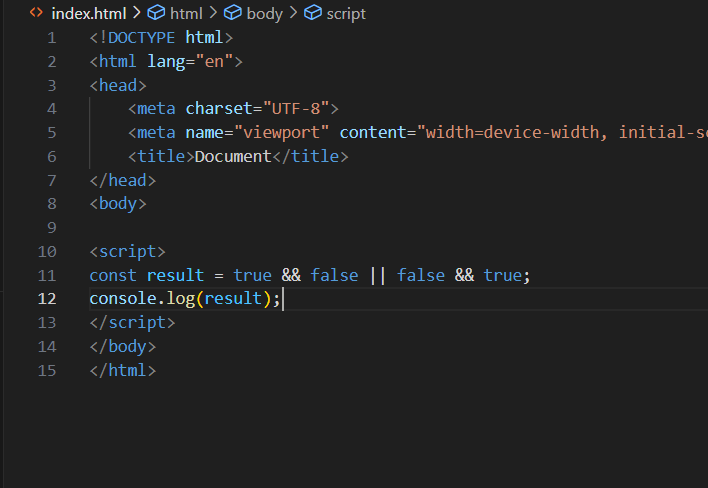 index.html > html > body > script
1 <!DOCTYPE html>
2 <html lang="en">
3 <head>
4     <meta charset="UTF-8">
5     <meta name="viewport" content="width=device-width, initial-sc
6     <title>Document</title>
7 </head>
8 <body>
9
10 <script>
11 const result = true && false || false && true;
12 console.log(result);
13 </script>
14 </body>
15 </html>